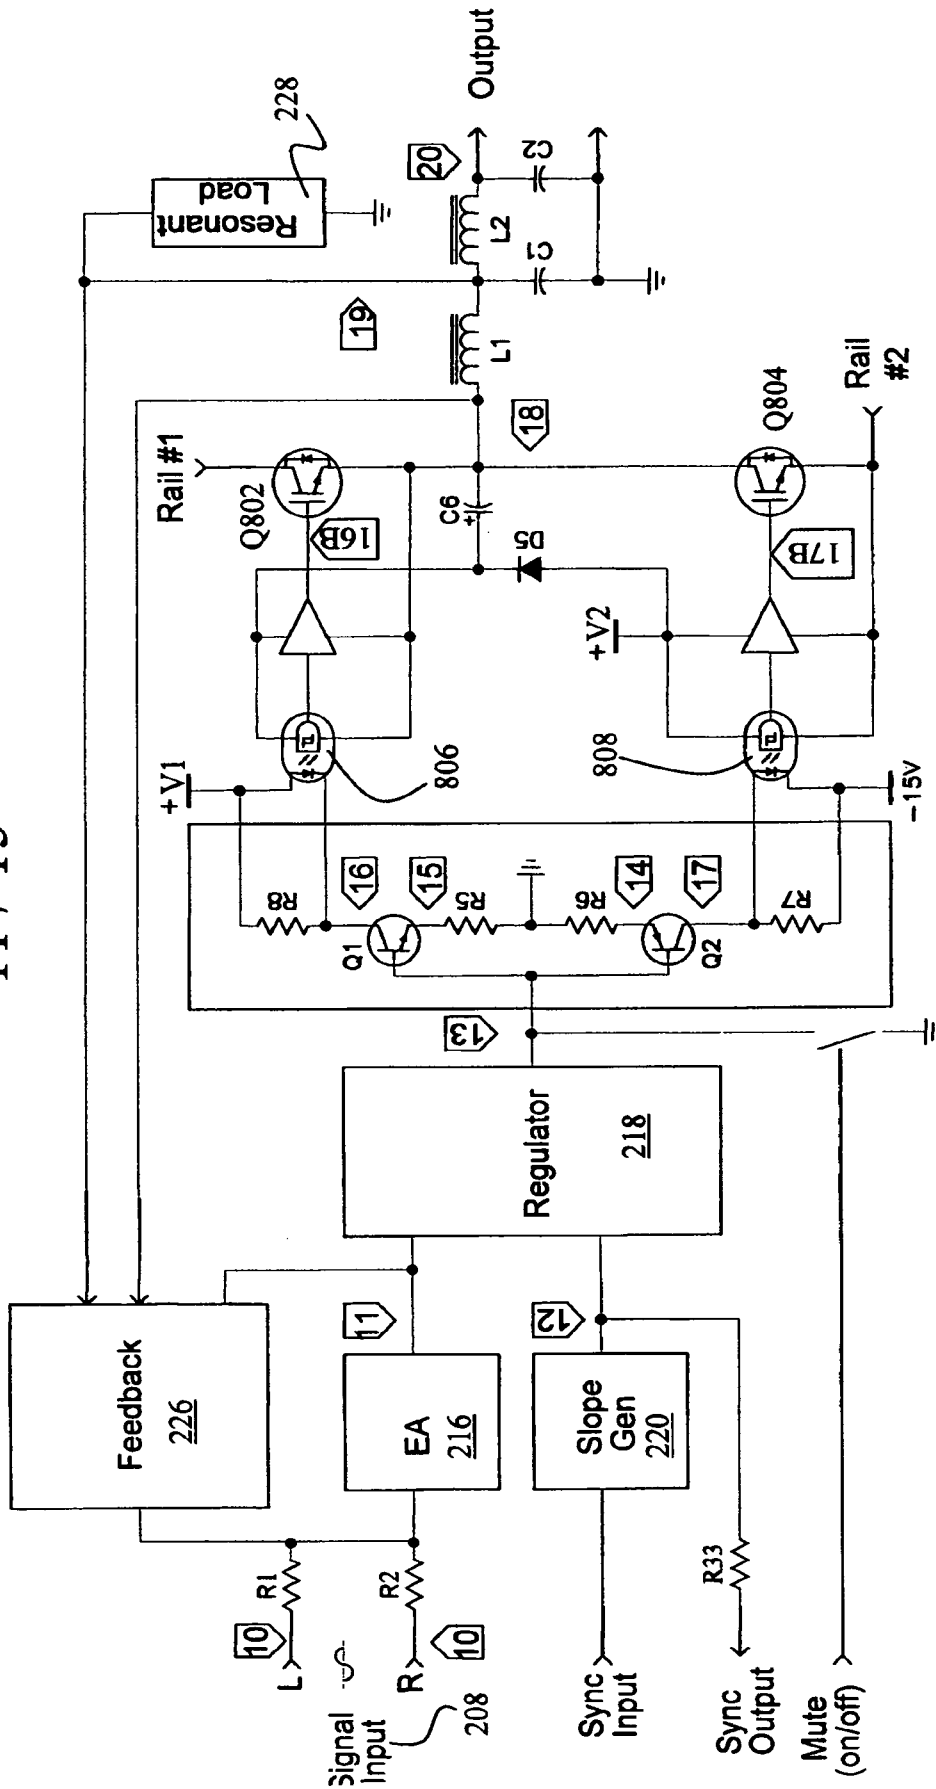 Signal
Input
208
L
R
10
10
R1
R2
Feedback
226
EA
216
11
Sync
Input
Slope
Gen
220
12
Sync
Output
R33
Mute
(on/off)
Regulator
218
13
Q1
Q2
R8
16
15
R5
R6
14
17
R7
+V1
-15V
806
808
+V2
16B
17B
Q802
Q804
Rail #1
Rail
#2
C6
D5
18
L1
19
L2
C1
C2
20
Output
Resonant
Load
228